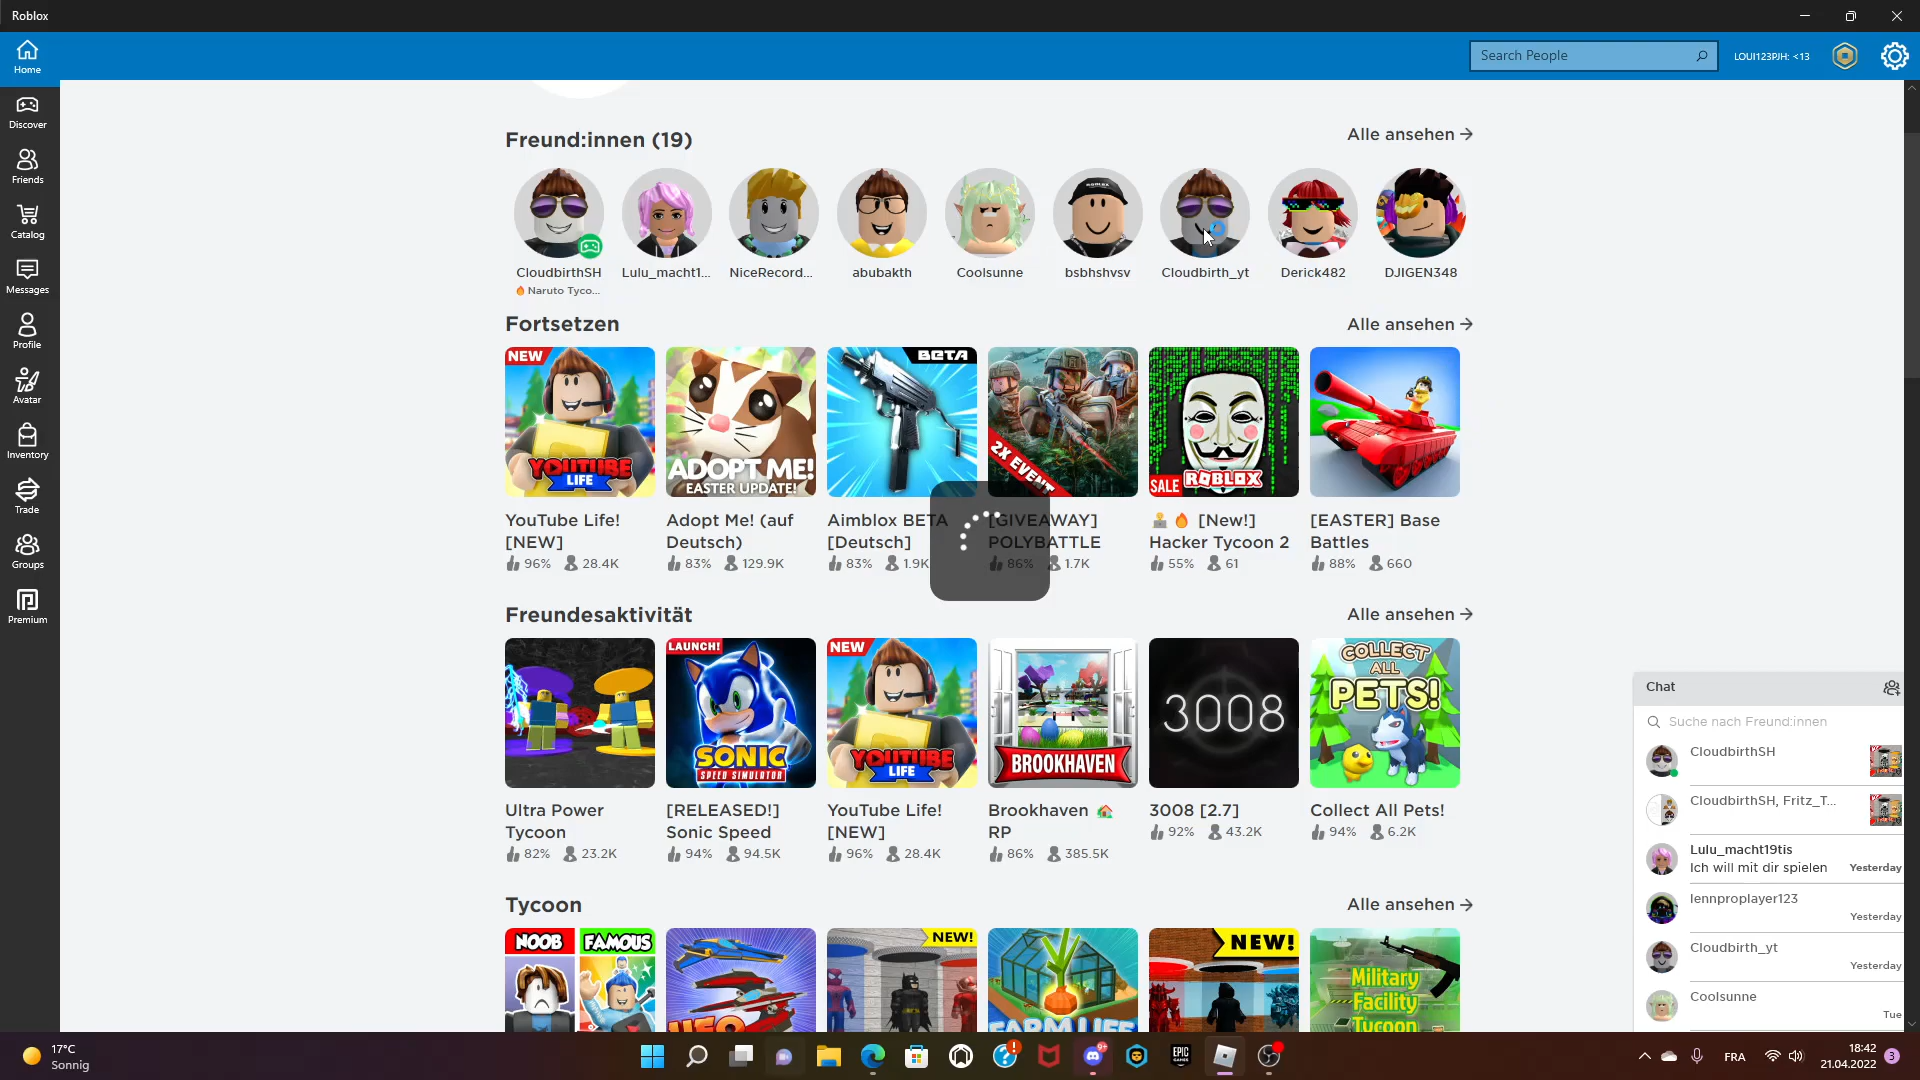 Roblox
Home
Search People
LOUI123PJH: <13
Discover
Friends
Catalog
Messages
Profile
Avatar
Inventory
Trade
Groups
Premium
Freund:innen (19)
Alle ansehen
CloudbirthSH
Naruto Tyco...
Lulu_macht1...
NiceRecord...
abubakth
Coolsunne
bsbhshvsv
Cloudbirth_yt
Derick482
DJIGEN348
Fortsetzen
Alle ansehen
NEW
YOUTUBE
LIFE
ADOPT ME!
EASTER UPDATE!
BETA
2X EVENT
SALE
ROBLOX
YouTube Life!
[NEW]
96% 28.4K
Adopt Me! (auf
Deutsch)
83% 129.9K
Aimblox BETA
[Deutsch]
83% 1.9K
[GIVEAWAY]
POLYBATTLE
86% 1.7K
[New!]
Hacker Tycoon 2
55% 61
[EASTER] Base
Battles
88% 660
Freundesaktivität
Alle ansehen
LAUNCH!
SONIC
SPEED SIMULATOR
NEW
YOUTUBE
LIFE
BROOKHAVEN
3008
COLLECT
ALL
PETS!
Ultra Power
Tycoon
82% 23.2K
[RELEASED!]
Sonic Speed
94% 94.5K
YouTube Life!
[NEW]
96% 28.4K
Brookhaven
RP
86% 385.5K
3008 [2.7]
92% 43.2K
Collect All Pets!
94% 6.2K
Tycoon
Alle ansehen
NOOB FAMOUS
NEW!
FARM LIFE
NEW!
Military
Facility
Tycoon
Chat
Suche nach Freund:innen
CloudbirthSH
CloudbirthSH, Fritz_T...
Lulu_macht19tis
Ich will mit dir spielen
Yesterday
lennproplayer123
Yesterday
Cloudbirth_yt
Yesterday
Coolsunne
Tue
17°C
Sonnig
EPIC
GAMES
FRA
18:42
21.04.2022
3